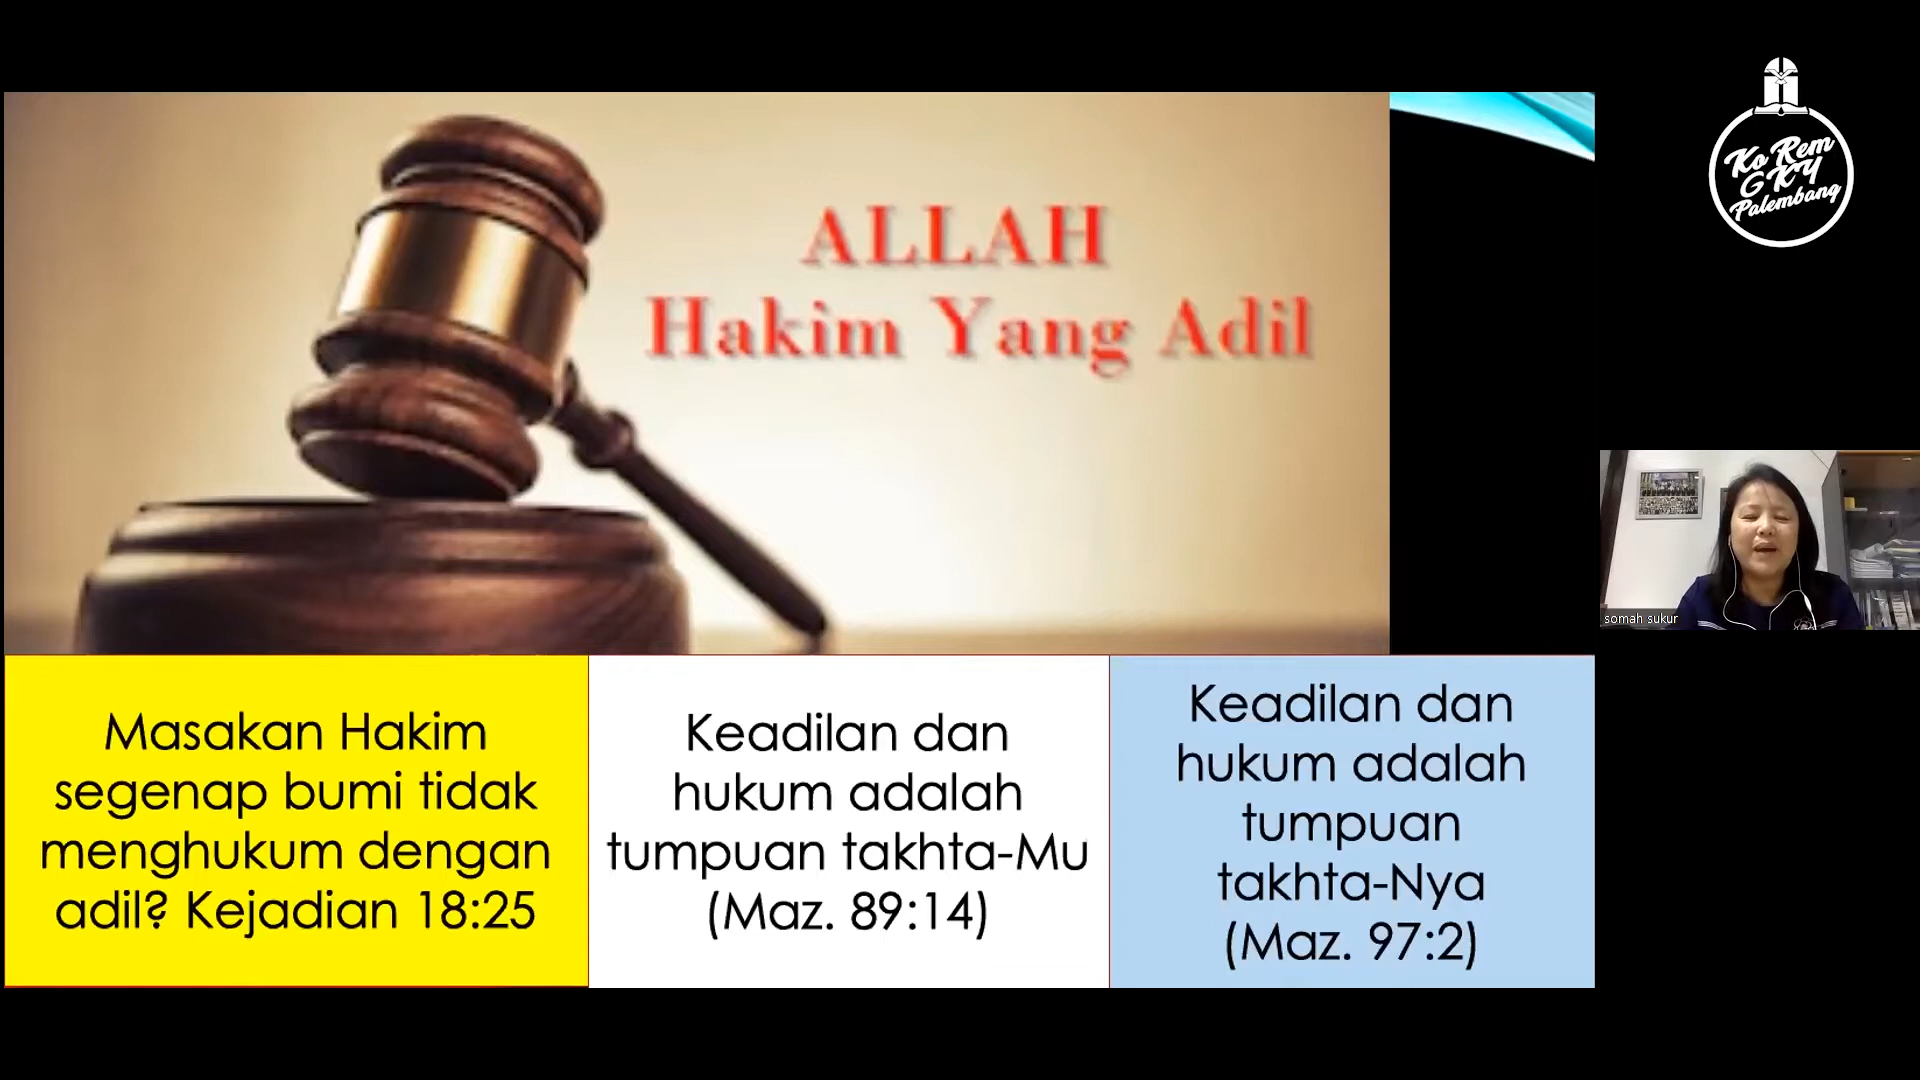 ALLAH
Hakim Yang Adil
Ko Rem
GKY
Palembang
somah sukur
Masakan Hakim
segenap bumi tidak
menghukum dengan
adil? Kejadian 18:25
Keadilan dan
hukum adalah
tumpuan takhta-Mu
(Maz. 89:14)
Keadilan dan
hukum adalah
tumpuan
takhta-Nya
(Maz. 97:2)